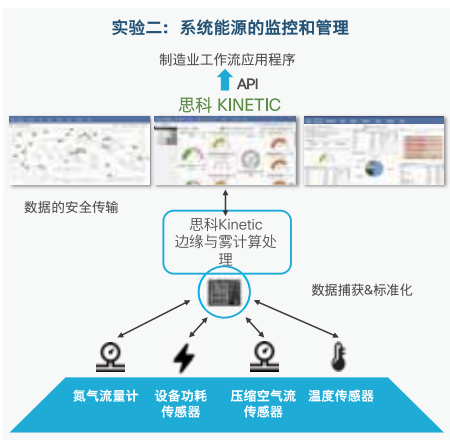 实验二：系统能源的监控和管理
制造业工作流应用程序
API
思科 KINETIC
数据的安全传输
思科Kinetic
边缘与雾计算处
理
数据捕获&标准化
氮气流量计
设备功耗
传感器
压缩空气流
传感器
温度传感器